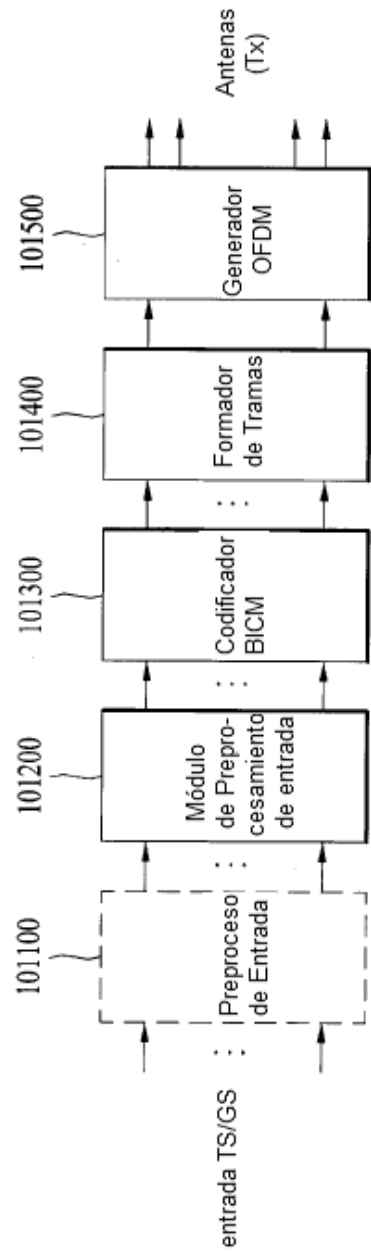 entrada TS/GS
101100
Preproceso
de Entrada
101200
Módulo
de Prepro-
cesamiento
de entrada
101300
Codificador
BICM
101400
Formador
de Tramas
101500
Generador
OFDM
Antenas
(Tx)